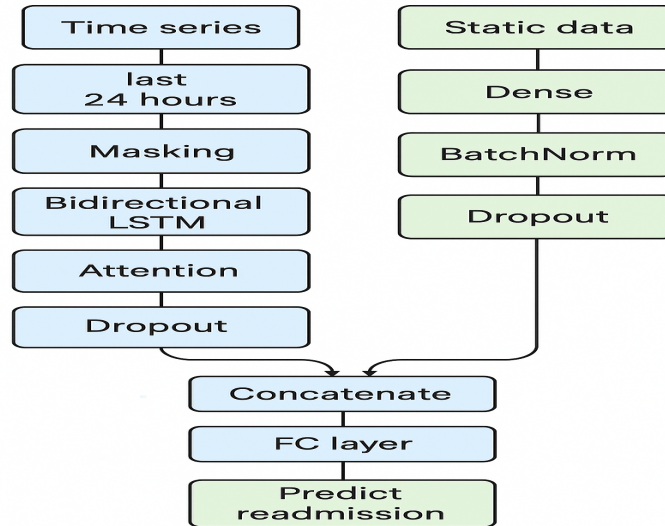 Time series
last
24 hours
Masking
Bidirectional
LSTM
Attention
Dropout
Static data
Dense
BatchNorm
Dropout
Concatenate
FC layer
Predict
readmission